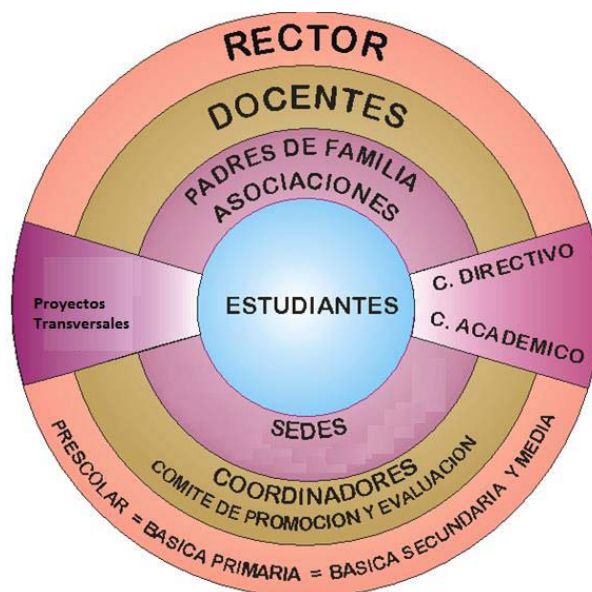 RECTOR
DOCENTES
PADRES DE FAMILIA
ASOCIACIONES
C. DIRECTIVO
Proyectos
Transversales
ESTUDIANTES
C. ACADEMICO
SEDES
COORDINADORES
COMITE DE PROMOCION Y EVALUACION
PRESCOLAR = BASICA PRIMARIA = BASICA SECUNDARIA Y MEDIA